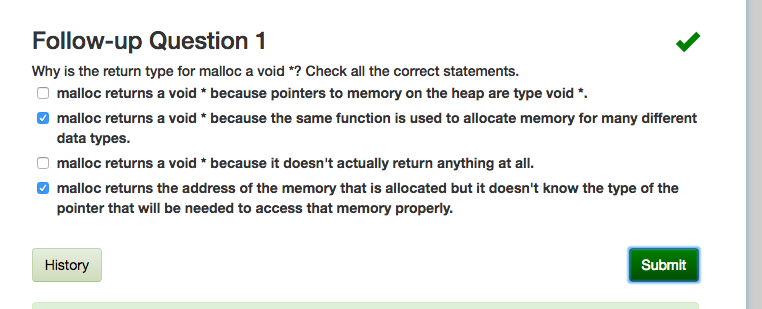 Follow-up Question 1
Why is the return type for malloc a void *? Check all the correct statements.
malloc returns a void * because pointers to memory on the heap are type void *.
malloc returns a void * because the same function is used to allocate memory for many different
data types.
malloc returns a void * because it doesn't actually return anything at all.
malloc returns the address of the memory that is allocated but it doesn't know the type of the
pointer that will be needed to access that memory properly.
History
Submit